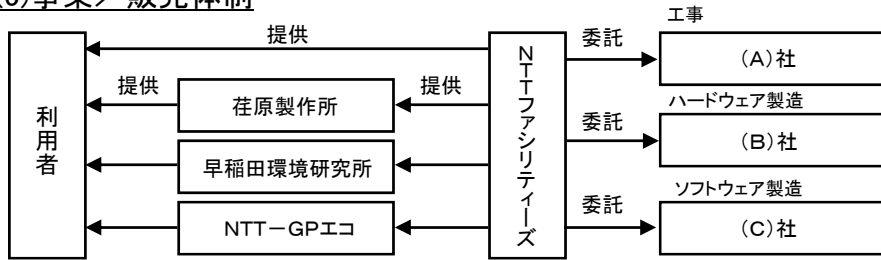 (6)事業/販売体制
提供
提供
提供
利用者
荏原製作所
早稲田環境研究所
NTT-GPエコ
NTTファシリティーズ
委託
工事
(A)社
委託
ハードウェア製造
(B)社
委託
ソフトウェア製造
(C)社